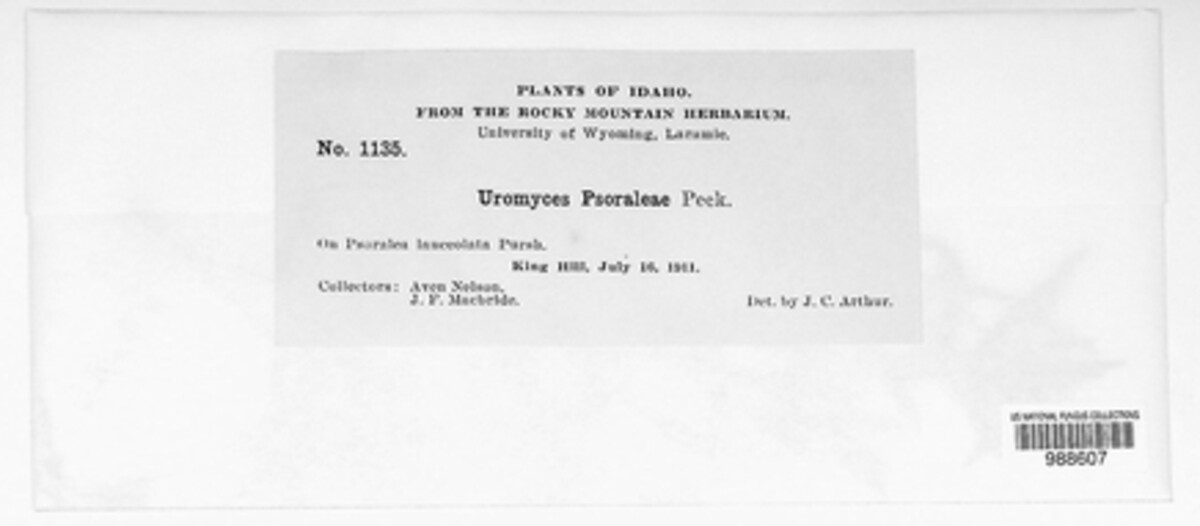 PLANTS OF IDAHO.
FROM THE ROCKY MOUNTAIN HERBARIUM.
University of Wyoming, Laramie.
No. 1135.
Uromyces Psoraleae Peck.
On Psoralea lanceolata Pursh.
King Hill, July 16, 1911.
Collectors: Aven Nelson,
J. F. Macbride.
Det. by J. C. Arthur.
US NATIONAL FUNGUS COLLECTIONS
988607